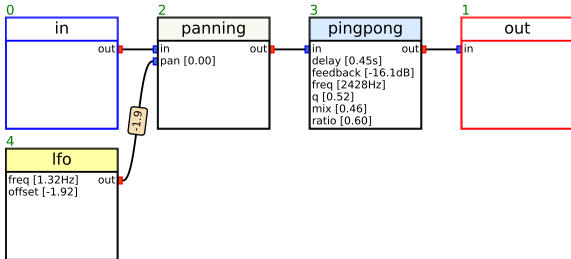 0
in
out
2
panning
in
out
pan [0.00]
3
pingpong
in
out
delay [0.45s]
feedback [-16.1dB]
freq [2428Hz]
q [0.52]
mix [0.46]
ratio [0.60]
1
out
in
-1.9
4
lfo
freq [1.32Hz]
out
offset [-1.92]